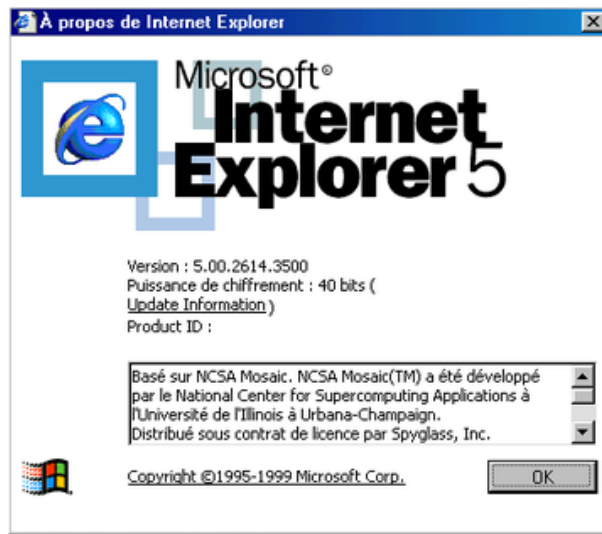 À propos de Internet Explorer
Microsoft®
Internet
Explorer 5
Version : 5.00.2614.3500
Puissance de chiffrement : 40 bits (
Update Information )
Product ID :
Basé sur NCSA Mosaic. NCSA Mosaic(TM) a été développé
par le National Center for Supercomputing Applications à
l'Université de l'Illinois à Urbana-Champaign.
Distribué sous contrat de licence par Spyglass, Inc.
Copyright ©1995-1999 Microsoft Corp.
OK